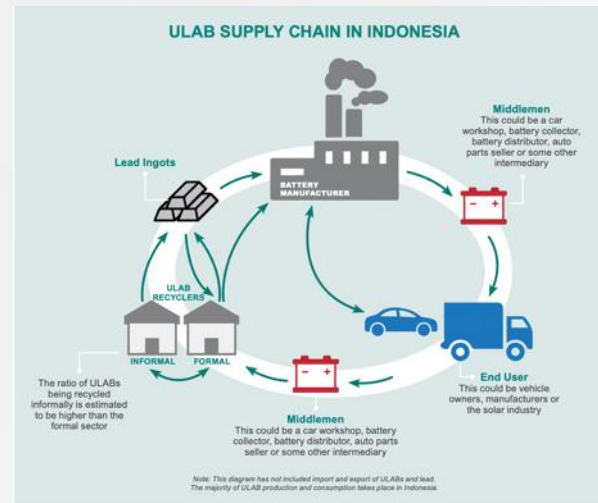 ULAB SUPPLY CHAIN IN INDONESIA
Middlemen
This could be a car
workshop, battery collector,
battery distributor, auto
parts seller or some other
intermediary
Lead Ingots
BATTERY
MANUFACTURER
ULAB
RECYCLERS
INFORMAL
FORMAL
The ratio of ULABs
being recycled
informally is estimated
to be higher than the
formal sector
End User
This could be vehicle
owners, manufacturers or
the solar industry
Middlemen
This could be a car workshop, battery
collector, battery distributor, auto parts
seller or some other intermediary
Note: This diagram has not included import and export of ULABs and lead.
The majority of ULAB production and consumption takes place in Indonesia.